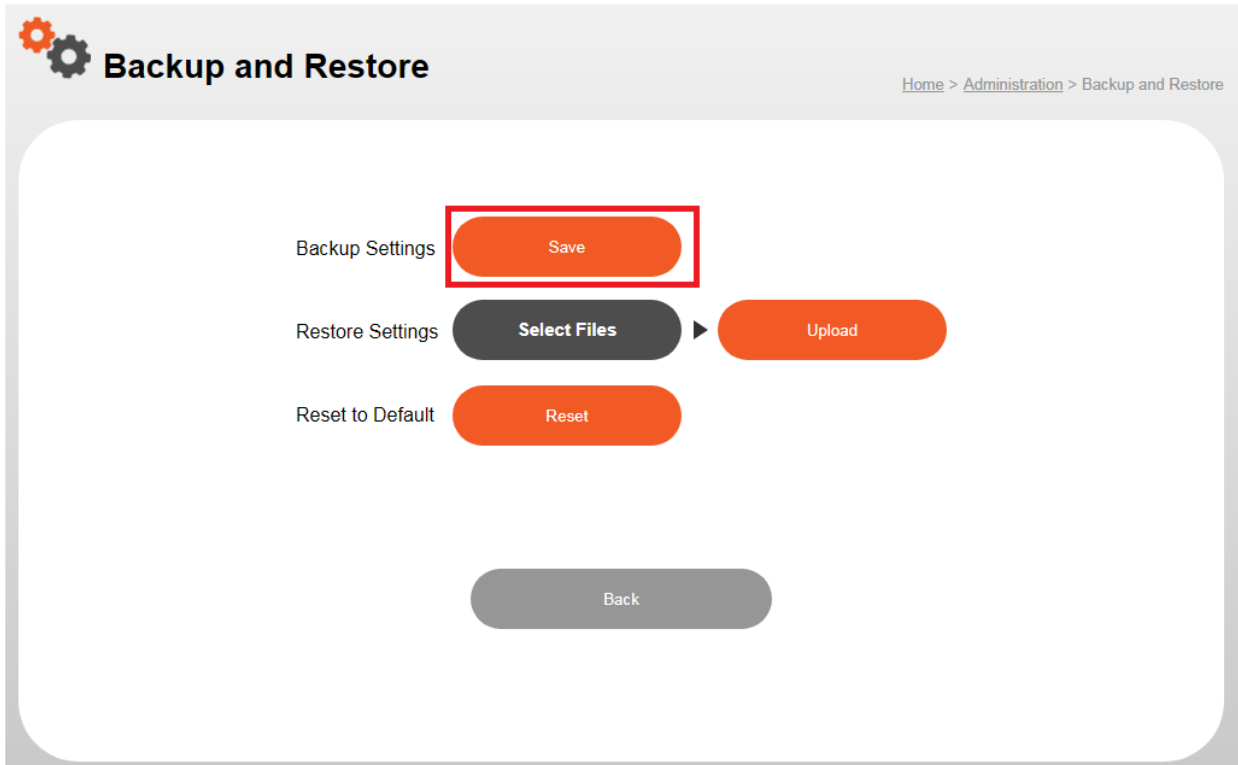 Backup and Restore
Home > Administration > Backup and Restore
Backup Settings Save
Restore Settings Select Files Upload
Reset to Default Reset
Back